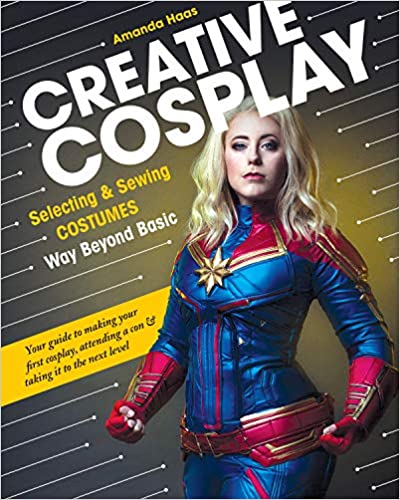 Amanda Haas
CREATIVE
COSPLAY
Selecting & Sewing
COSTUMES
Way Beyond Basic
Your guide to making your
first cosplay, attending a con &
taking it to the next level